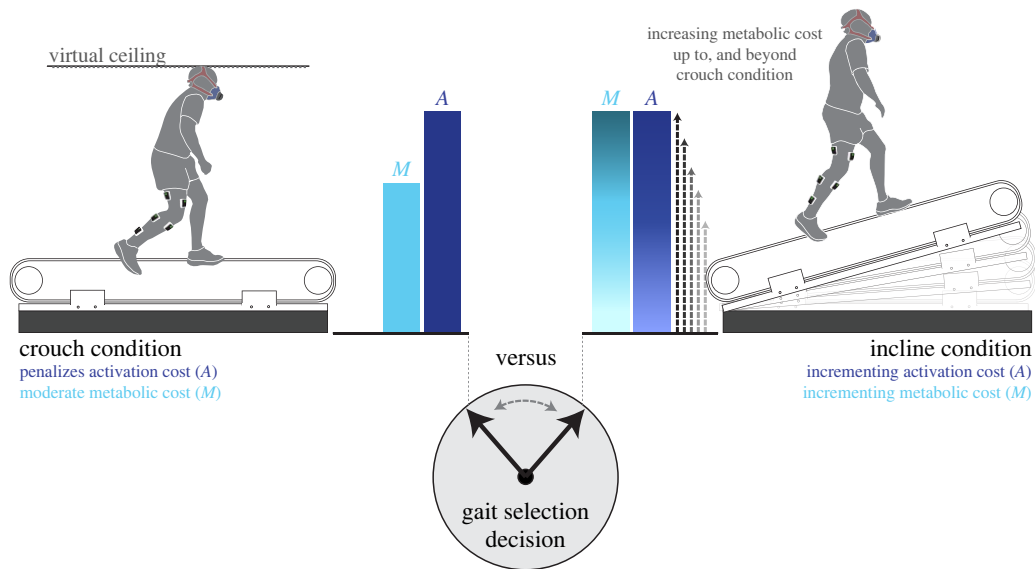 virtual ceiling
A
M
crouch condition
penalizes activation cost (A)
moderate metabolic cost (M)
increasing metabolic cost
up to, and beyond
crouch condition
M
A
incline condition
incrementing activation cost (A)
incrementing metabolic cost (M)
versus
gait selection
decision